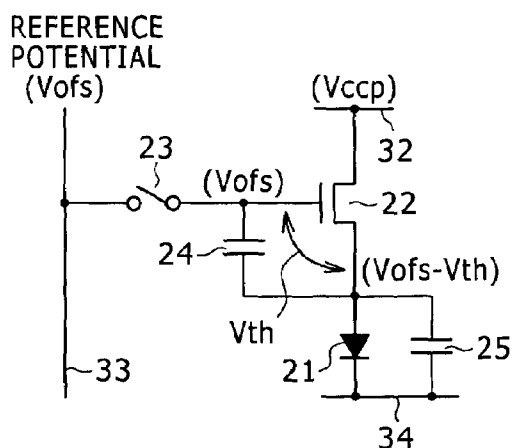 REFERENCE
POTENTIAL
(Vofs)
(Vccp)
32
23
(Vofs)
22
24
(Vofs-Vth)
Vth
33
21
25
34